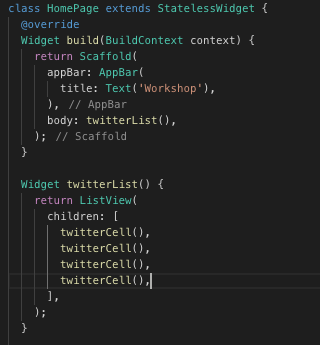 class HomePage extends StatelessWidget {
@override
Widget build(BuildContext context) {
return Scaffold(
appBar: AppBar(
title: Text('Workshop'),
), // AppBar
body: twitterList(),
); // Scaffold
}
Widget twitterList() {
return ListView(
children: [
twitterCell(),
twitterCell(),
twitterCell(),
twitterCell(),
],
);
}